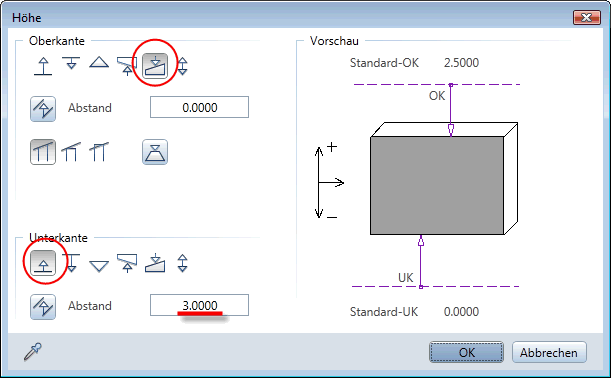 Höhe
Oberkante
Abstand 0.0000
Unterkante
Abstand 3.0000
Vorschau
Standard-OK 2.5000
OK
+
−
UK
Standard-UK 0.0000
OK Abbrechen